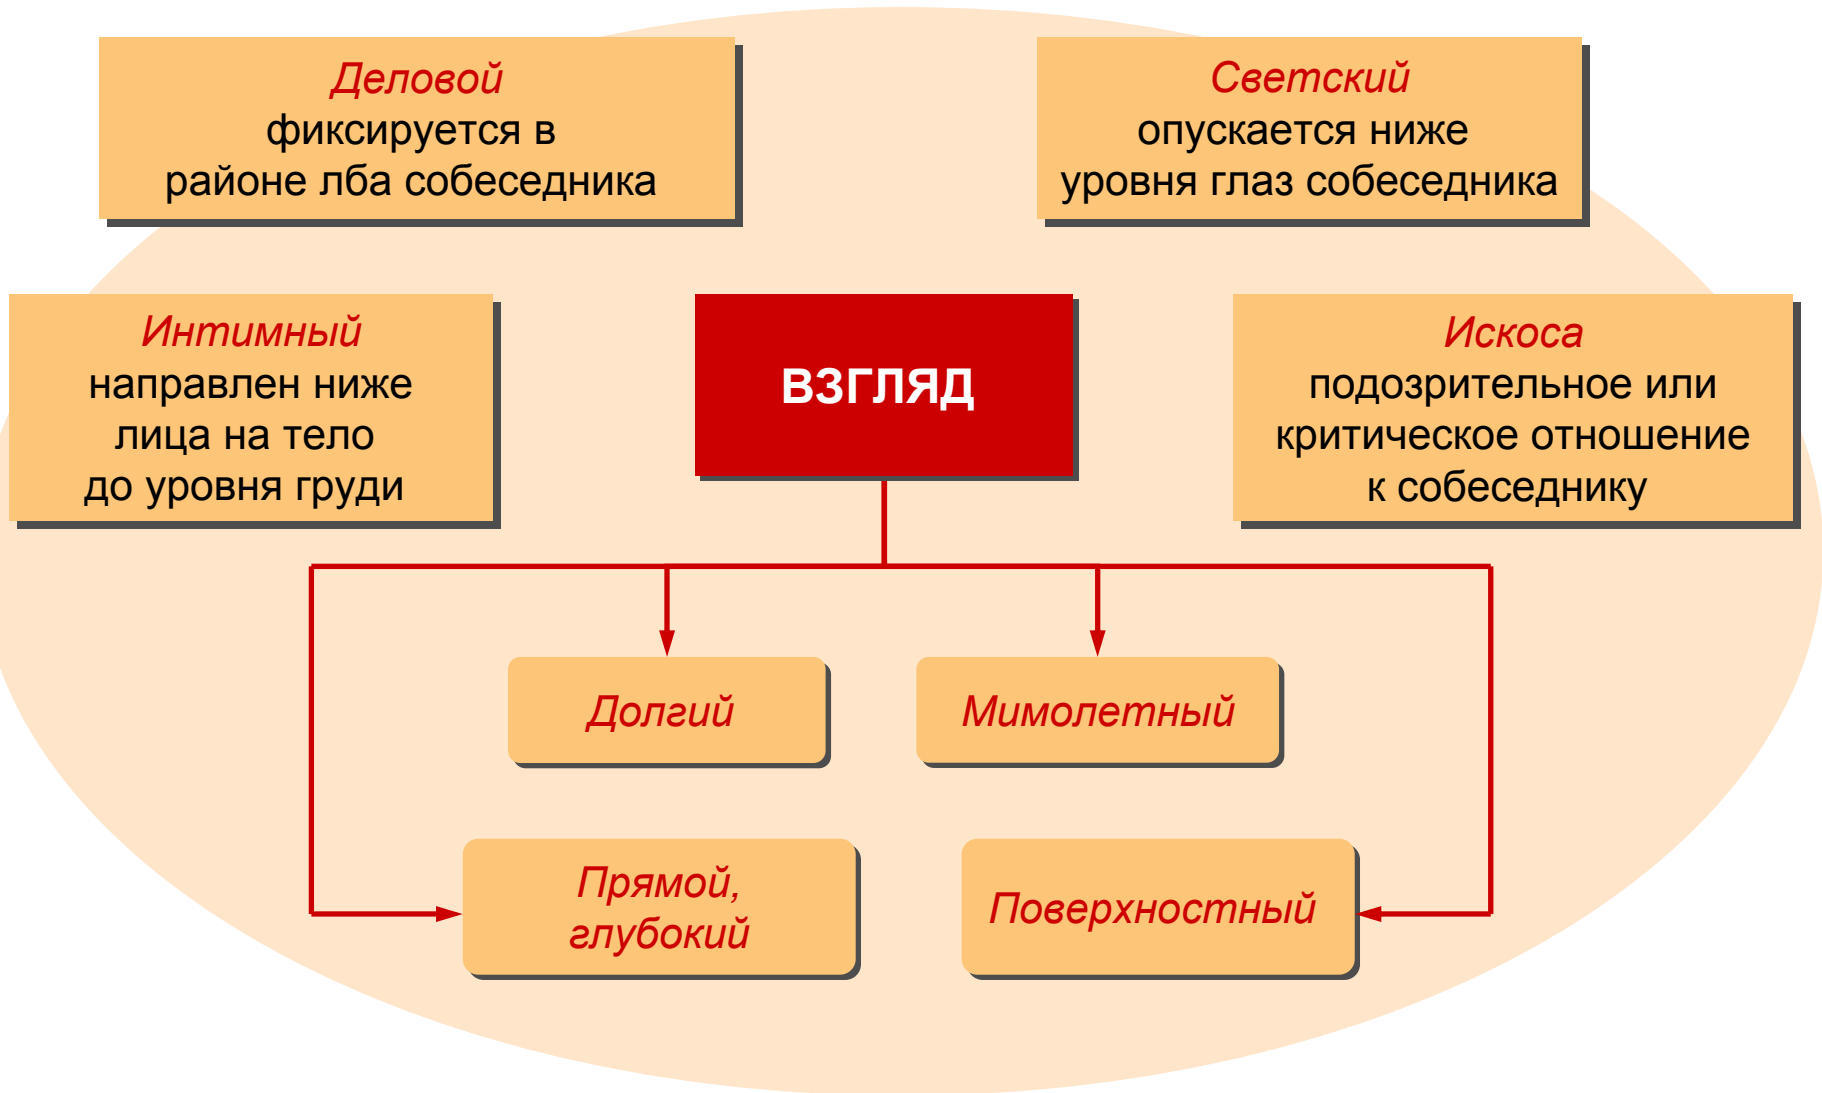 Деловой
фиксируется в
районе лба собеседника
Светский
опускается ниже
уровня глаз собеседника
Интимный
направлен ниже
лица на тело
до уровня груди
ВЗГЛЯД
Искоса
подозрительное или
критическое отношение
к собеседнику
Долгий
Мимолетный
Прямой,
глубокий
Поверхностный